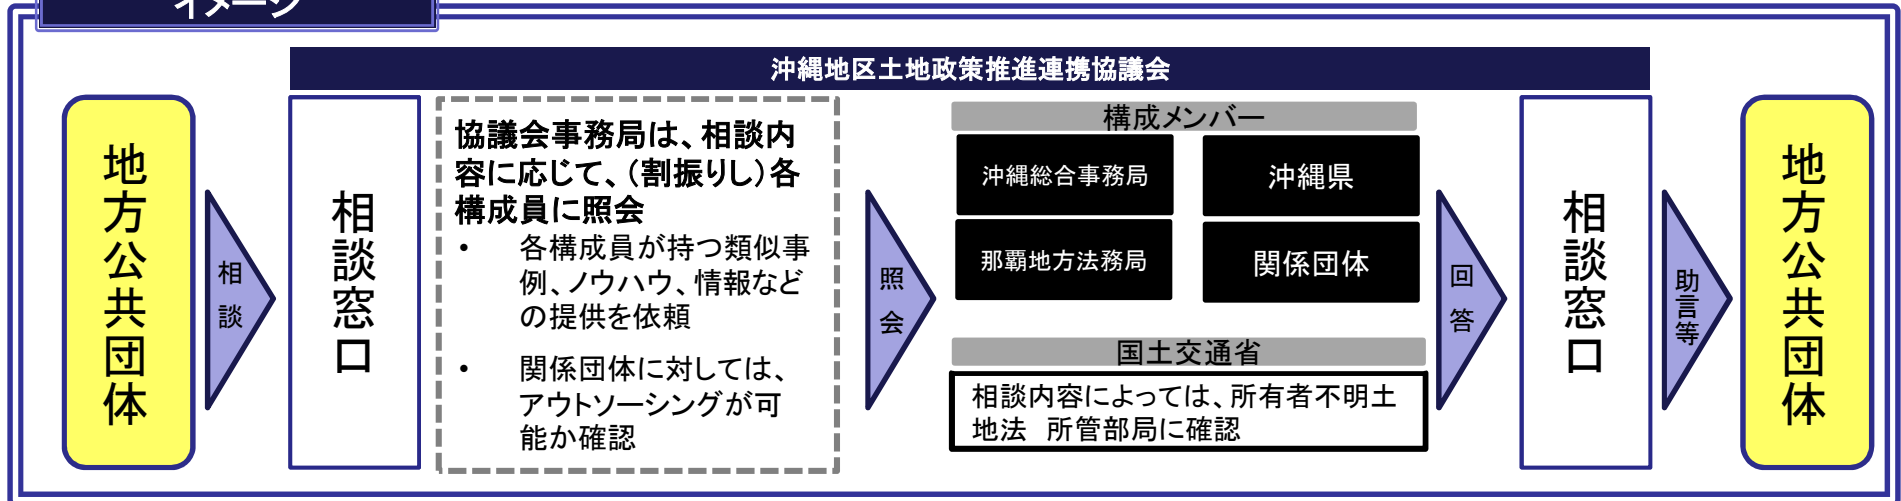 イメージ
沖縄地区土地政策推進連携協議会
地方公共団体
相談
相談窓口
協議会事務局は、相談内
容に応じて、（割振りし）各
構成員に照会
• 各構成員が持つ類似事
例、ノウハウ、情報など
の提供を依頼
• 関係団体に対しては、
アウトソーシングが可
能か確認
照会
構成メンバー
沖縄総合事務局
沖縄県
那覇地方法務局
関係団体
国土交通省
相談内容によっては、所有者不明土
地法　所管部局に確認
回答
相談窓口
助言等
地方公共団体